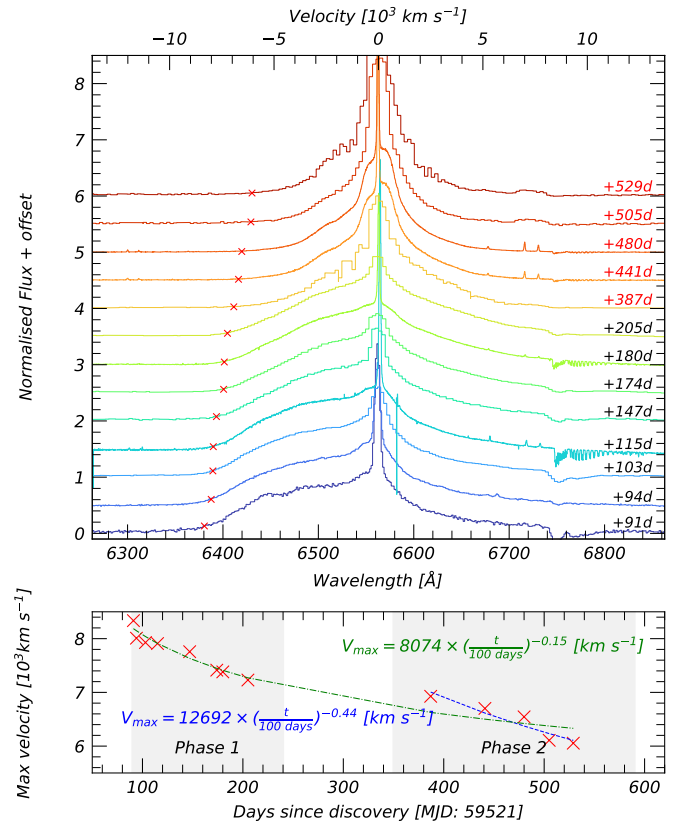 Velocity [10³ km s⁻¹]
−10 −5 0 5 10
8
7
6
5
4
3
2
1
0
Normalised Flux + offset
+529d
+505d
+480d
+441d
+387d
+205d
+180d
+174d
+147d
+115d
+103d
+94d
+91d
6300 6400 6500 6600 6700 6800
Wavelength [Å]
Max velocity [10³km s⁻¹]
8
7
6
V_max = 8074 × (t/100 days)^−0.15 [km s⁻¹]
V_max = 12692 × (t/100 days)^−0.44 [km s⁻¹]
Phase 1 Phase 2
100 200 300 400 500 600
Days since discovery [MJD: 59521]